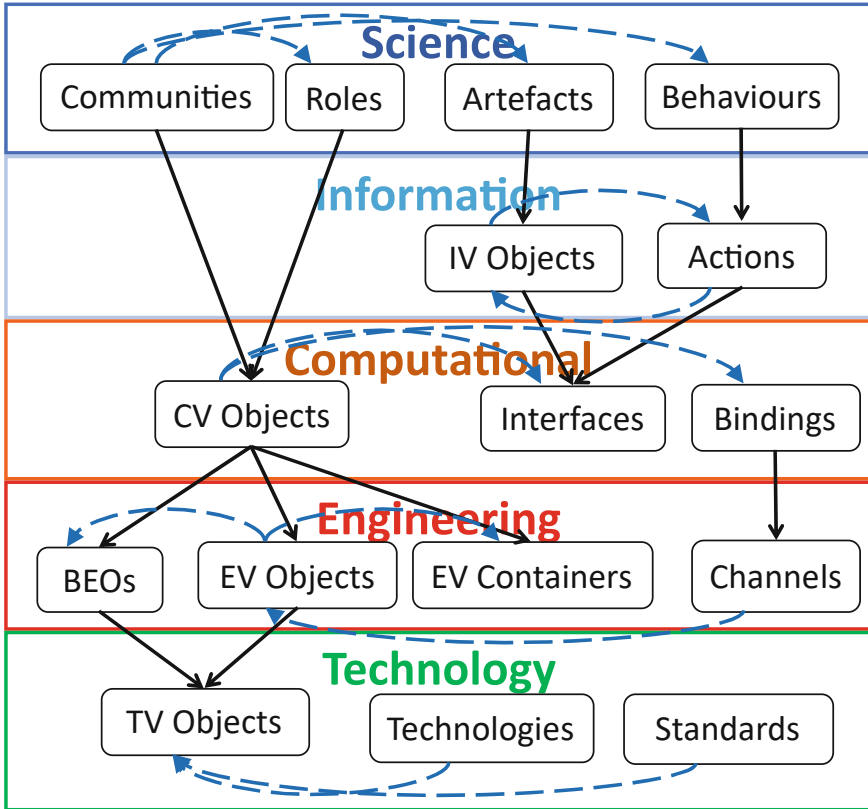 Science
Communities
Roles
Artefacts
Behaviours
Information
IV Objects
Actions
Computational
CV Objects
Interfaces
Bindings
Engineering
BEOs
EV Objects
EV Containers
Channels
Technology
TV Objects
Technologies
Standards